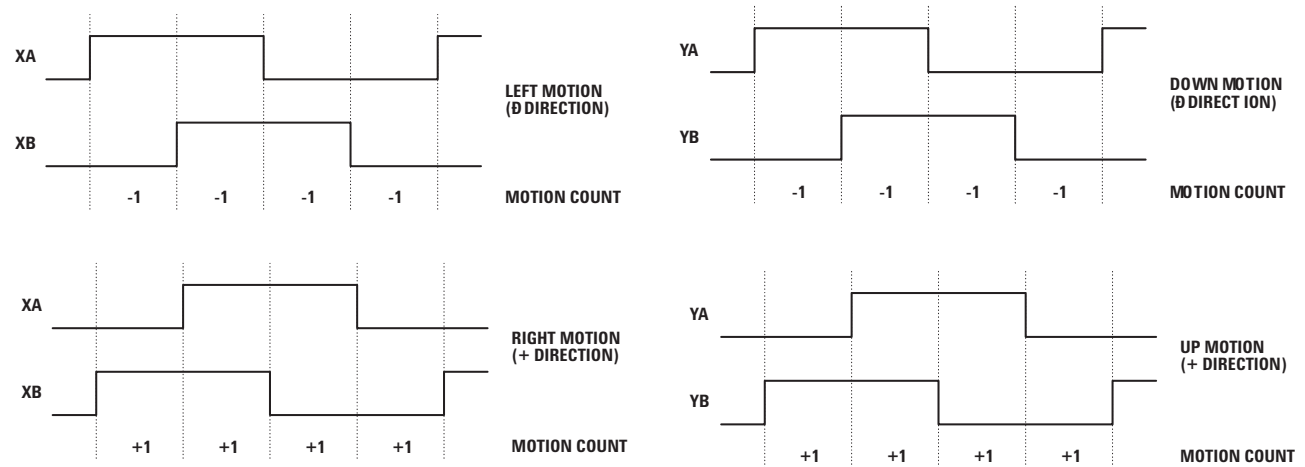 XA
LEFT MOTION
(Ð DIRECTION)
XB
-1 -1 -1 -1
MOTION COUNT
YA
DOWN MOTION
(Ð DIRECT ION)
YB
-1 -1 -1 -1
MOTION COUNT
XA
RIGHT MOTION
(+ DIRECTION)
XB
+1 +1 +1 +1
MOTION COUNT
YA
UP MOTION
(+ DIRECTION)
YB
+1 +1 +1 +1
MOTION COUNT